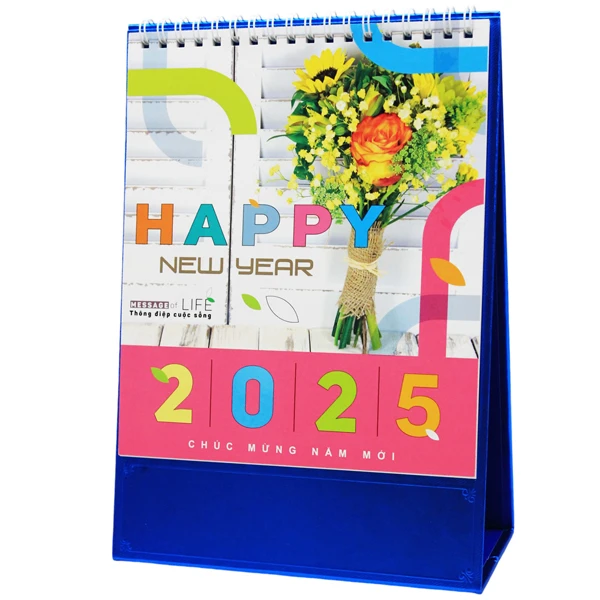 HAPPY
NEW YEAR
MESSAGE of LIFE
Thông điệp cuộc sống
2025
CHÚC MỪNG NĂM MỚI